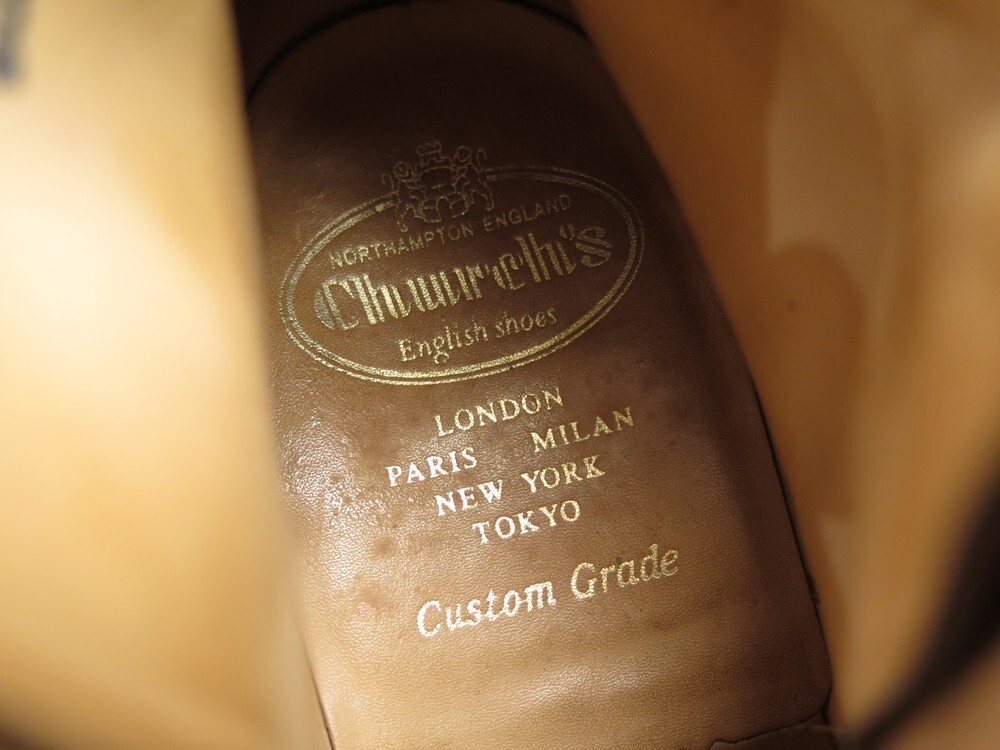 NORTHAMPTON ENGLAND
Church's
English shoes
LONDON
PARIS MILAN
NEW YORK
TOKYO
Custom Grade